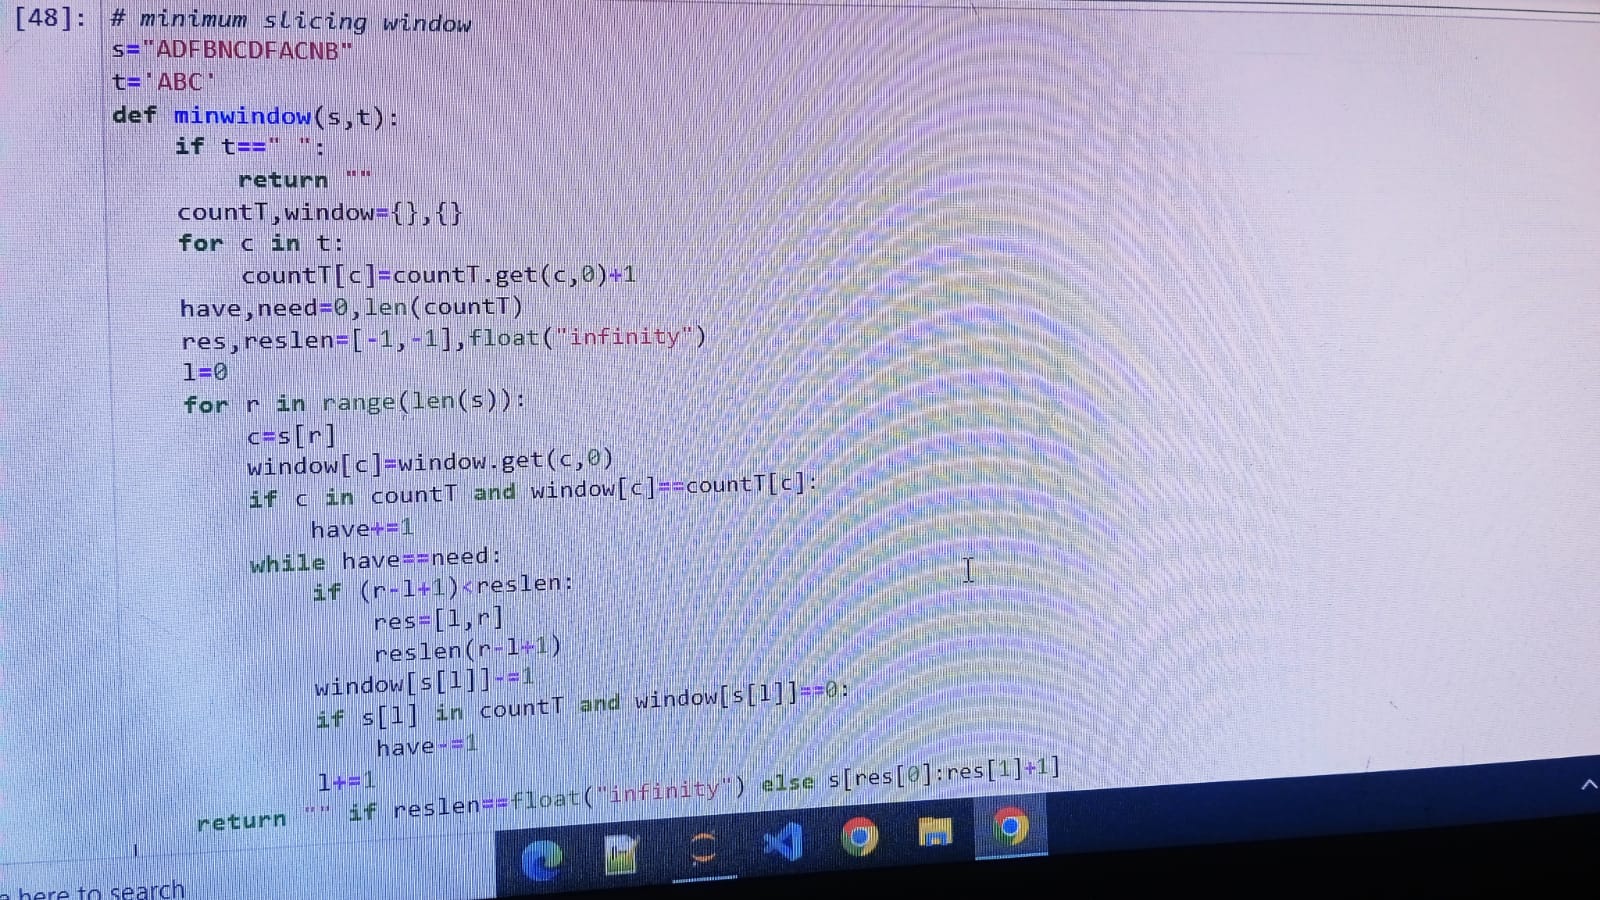 [48]: # minimum slicing window
s="ADFBNCDFACNB"
t='ABC'
def minwindow(s,t):
    if t==" ":
        return ""
    countT,window={},{}
    for c in t:
        countT[c]=countT.get(c,0)+1
    have,need=0,len(countT)
    res,reslen=[-1,-1],float("infinity")
    l=0
    for r in range(len(s)):
        c=s[r]
        window[c]=window.get(c,0)
        if c in countT and window[c]==countT[c]:
            have+=1
        while have==need:
            if (r-l+1)<reslen:
                res=[l,r]
                reslen(r-l+1)
            window[s[l]]-=1
            if s[l] in countT and window[s[l]]==0:
                have-=1
            l+=1
    return "" if reslen==float("infinity") else s[res[0]:res[1]+1]
here to search